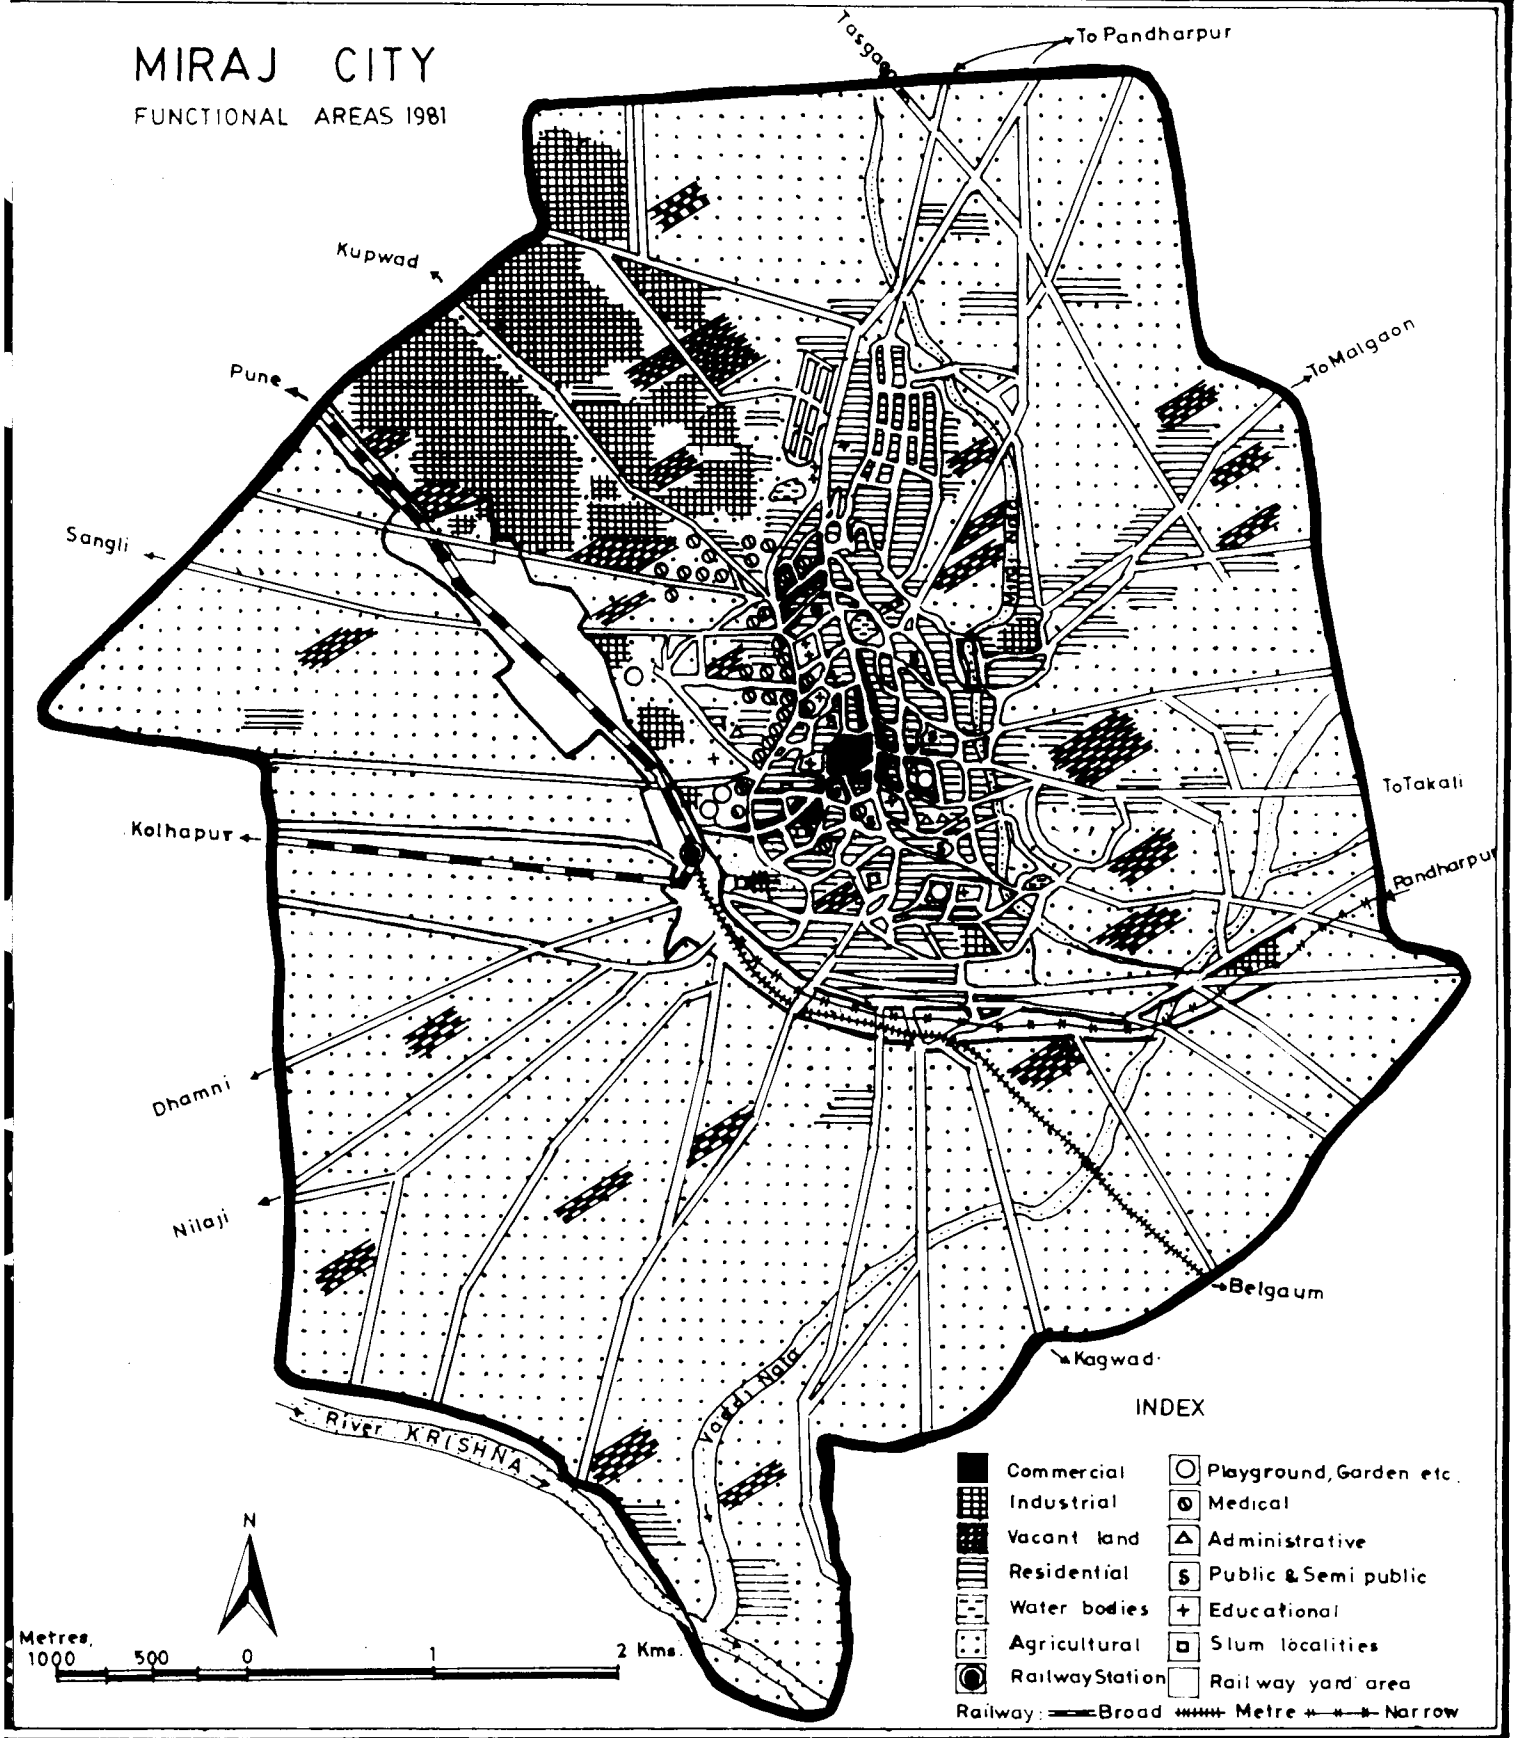 MIRAJ CITY
FUNCTIONAL AREAS 1981
Tasgaon
To Pandharpur
Kupwad
Pune
To Malgaon
Sangli
Miraj Nala
To Takali
Kolhapur
Pandharpur
Dhamni
Nilaji
Belgaum
Kagwad
Vaddi Nala
River KRISHNA
N
Metres.
1000 500 0 1 2 Kms.
INDEX
Commercial
Industrial
Vacant land
Residential
Water bodies
Agricultural
Railway Station
Playground, Garden etc.
Medical
Administrative
Public & Semi public
S
Educational
Slum localities
Railway yard area
Railway: Broad Metre Narrow